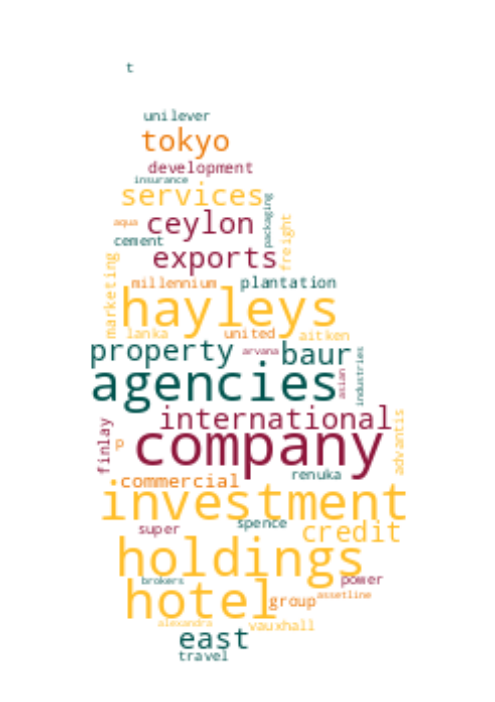 t
unilever
tokyo
development
insurance
services
packaging
aqua
ceylon
freight
cement
exports
marketing
millennium
plantation
hayleys
lanka
united
aitken
property
arvana
baur
industries
agencies
asian
international
advantis
finlay
p
company
renuka
commercial
investment
super
spence
credit
holdings
brokers
power
hotel
group
assetline
alexandra
vauxhall
east
travel